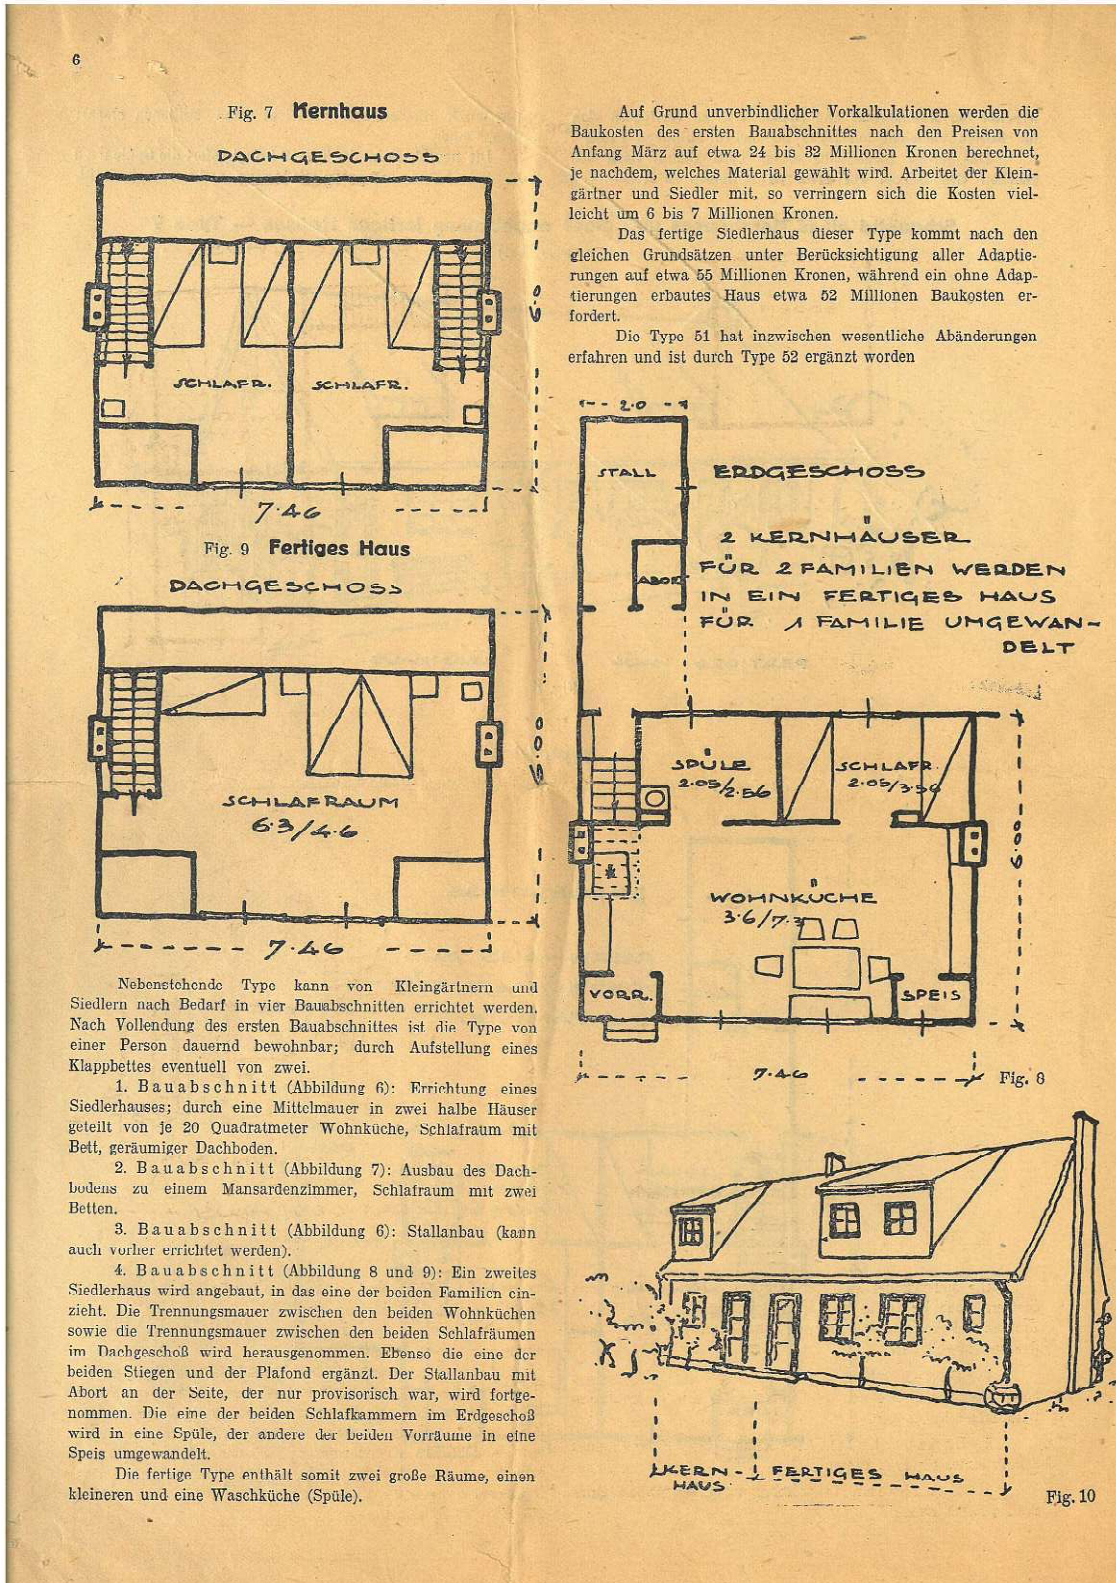 6
Fig. 7 Kernhaus
DACHGESCHOSS
SCHLAFR.
SCHLAFR.
6·0
7·46
Fig. 9 Fertiges Haus
DACHGESCHOSS
SCHLAFRAUM
6·3/4·6
6·00
7·46
Nebenstehende Type kann von Kleingärtnern und
Siedlern nach Bedarf in vier Bauabschnitten errichtet werden.
Nach Vollendung des ersten Bauabschnittes ist die Type von
einer Person dauernd bewohnbar; durch Aufstellung eines
Klappbettes eventuell von zwei.
1. Bauabschnitt (Abbildung 6): Errichtung eines
Siedlerhauses; durch eine Mittelmauer in zwei halbe Häuser
geteilt von je 20 Quadratmeter Wohnküche, Schlafraum mit
Bett, geräumiger Dachboden.
2. Bauabschnitt (Abbildung 7): Ausbau des Dach-
bodens zu einem Mansardenzimmer, Schlafraum mit zwei
Betten.
3. Bauabschnitt (Abbildung 6): Stallanbau (kann
auch vorher errichtet werden).
4. Bauabschnitt (Abbildung 8 und 9): Ein zweites
Siedlerhaus wird angebaut, in das eine der beiden Familien ein-
zieht. Die Trennungsmauer zwischen den beiden Wohnküchen
sowie die Trennungsmauer zwischen den beiden Schlafräumen
im Dachgeschoß wird herausgenommen. Ebenso die eine der
beiden Stiegen und der Plafond ergänzt. Der Stallanbau mit
Abort an der Seite, der nur provisorisch war, wird fortge-
nommen. Die eine der beiden Schlafkammern im Erdgeschoß
wird in eine Spüle, der andere der beiden Vorräume in eine
Speis umgewandelt.
Die fertige Type enthält somit zwei große Räume, einen
kleineren und eine Waschküche (Spüle).
Auf Grund unverbindlicher Vorkalkulationen werden die
Baukosten des ersten Bauabschnittes nach den Preisen von
Anfang März auf etwa 24 bis 32 Millionen Kronen berechnet,
je nachdem, welches Material gewählt wird. Arbeitet der Klein-
gärtner und Siedler mit, so verringern sich die Kosten viel-
leicht um 6 bis 7 Millionen Kronen.
Das fertige Siedlerhaus dieser Type kommt nach den
gleichen Grundsätzen unter Berücksichtigung aller Adaptie-
rungen auf etwa 55 Millionen Kronen, während ein ohne Adap-
tierungen erbautes Haus etwa 52 Millionen Baukosten er-
fordert.
Die Type 51 hat inzwischen wesentliche Abänderungen
erfahren und ist durch Type 52 ergänzt worden
2·0
STALL
ABORT
ERDGESCHOSS
2 KERNHÄUSER
FÜR 2 FAMILIEN WERDEN
IN EIN FERTIGES HAUS
FÜR 1 FAMILIE UMGEWAN-
DELT
SPÜLE
2·05/2·56
SCHLAFR.
2·05/3·56
WOHNKÜCHE
3·6/7·3
VORR.
SPEIS
6·00
7·46
Fig. 8
KERN-
HAUS
FERTIGES HAUS
Fig. 10